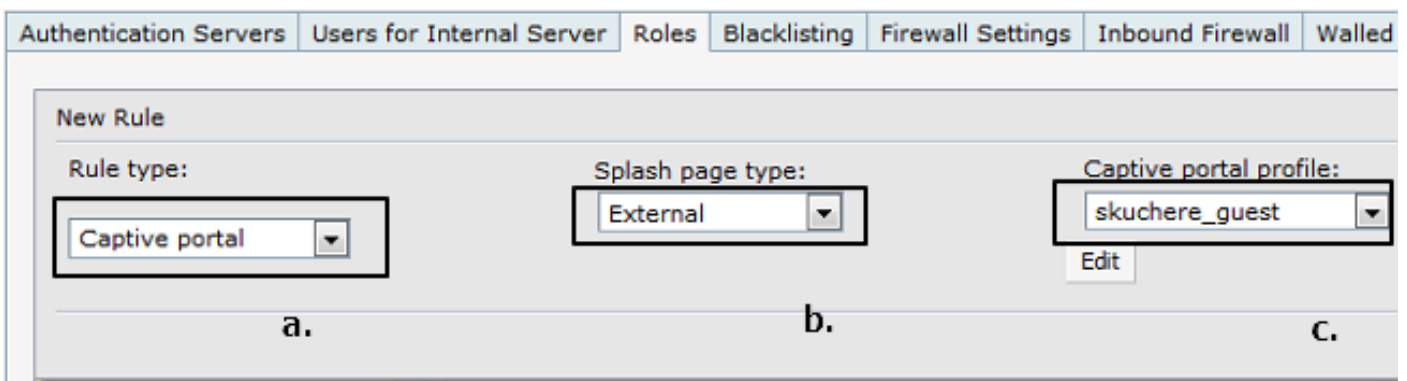 Authentication Servers Users for Internal Server Roles Blacklisting Firewall Settings Inbound Firewall Walled
New Rule
Rule type: Splash page type: Captive portal profile:
Captive portal External skuchere_guest
Edit
a. b. c.